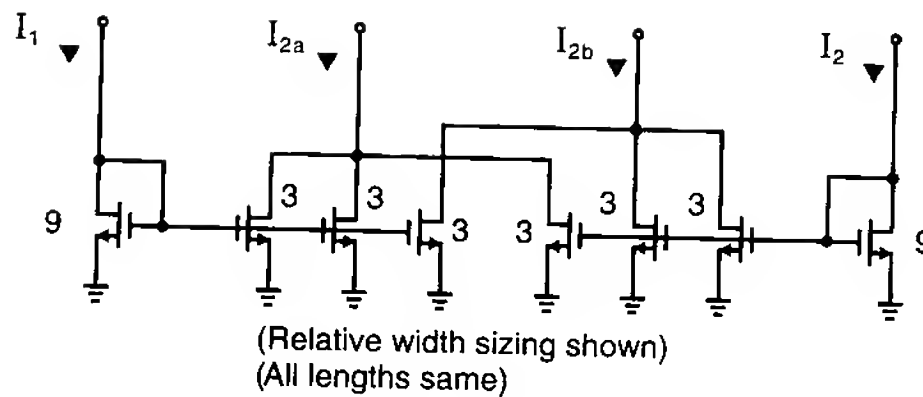 I₁
I₂ₐ
I₂b
I₂
9
3
3
3
3
3
3
9
(Relative width sizing shown)
(All lengths same)